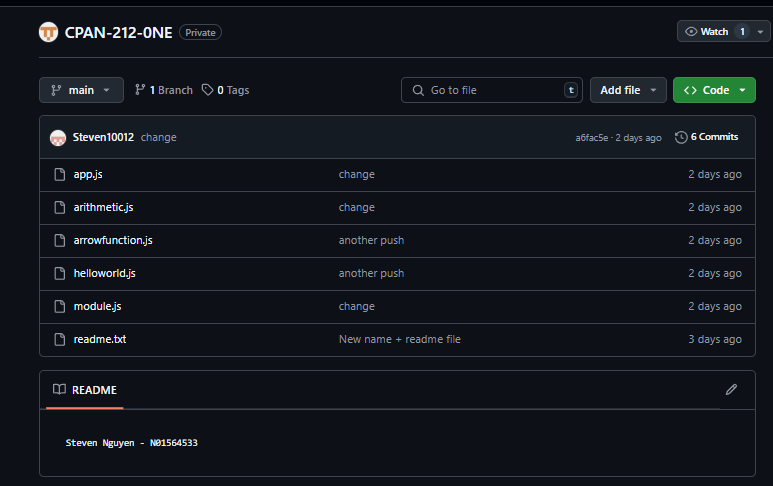 CPAN-212-0NE Private Watch 1
main 1 Branch 0 Tags Go to file t Add file Code
Steven10012 change a6fac5e · 2 days ago 6 Commits
app.js change 2 days ago
arithmetic.js change 2 days ago
arrowfunction.js another push 2 days ago
helloworld.js another push 2 days ago
module.js change 2 days ago
readme.txt New name + readme file 3 days ago
README
Steven Nguyen - N01564533